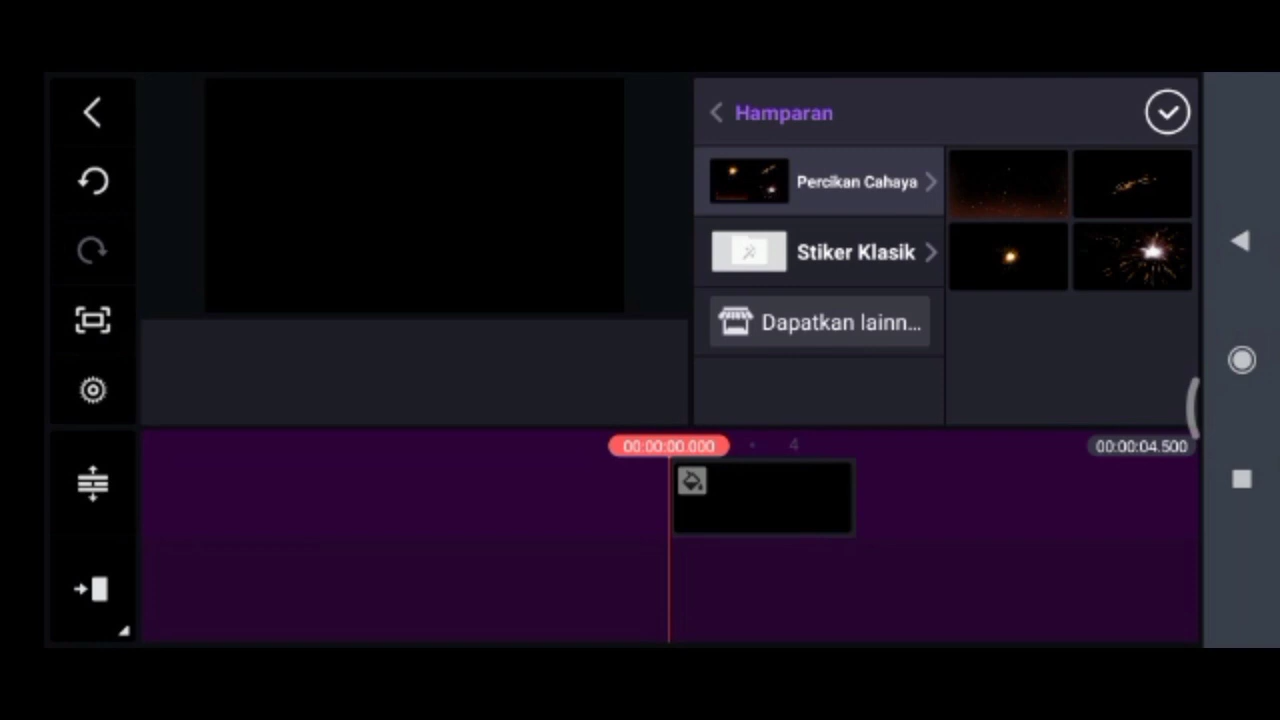 Hamparan
Percikan Cahaya
Stiker Klasik
Dapatkan lainn...
00:00:00.000
4
00:00:04.500